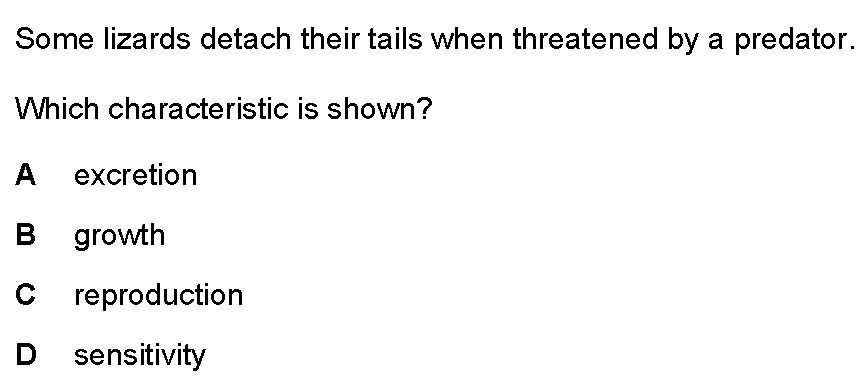 Some lizards detach their tails when threatened by a predator.
Which characteristic is shown?
A excretion
B growth
C reproduction
D sensitivity